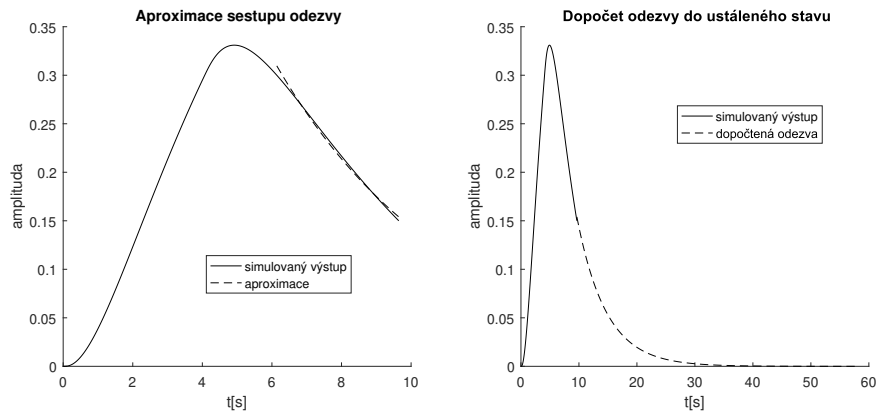 Aproximace sestupu odezvy
0.35
0.3
0.25
0.2
0.15
0.1
0.05
0
amplituda
simulovaný výstup
aproximace
0 2 4 6 8 10
t[s]
Dopočet odezvy do ustáleného stavu
0.35
0.3
0.25
0.2
0.15
0.1
0.05
0
amplituda
simulovaný výstup
dopočtená odezva
0 10 20 30 40 50 60
t[s]